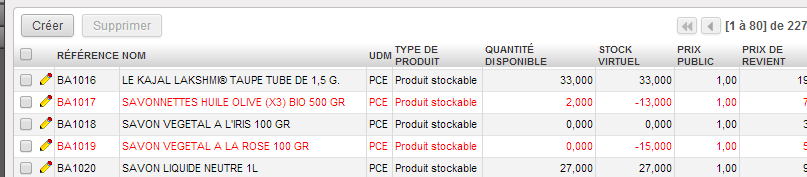 Créer Supprimer [1 à 80] de 227
RÉFÉRENCE NOM UDM TYPE DE PRODUIT QUANTITÉ DISPONIBLE STOCK VIRTUEL PRIX PUBLIC PRIX DE REVIENT
BA1016 LE KAJAL LAKSHMI® TAUPE TUBE DE 1,5 G. PCE Produit stockable 33,000 33,000 1,00
BA1017 SAVONNETTES HUILE OLIVE (X3) BIO 500 GR PCE Produit stockable 2,000 -13,000 1,00
BA1018 SAVON VEGETAL A L'IRIS 100 GR PCE Produit stockable 0,000 0,000 1,00
BA1019 SAVON VEGETAL A LA ROSE 100 GR PCE Produit stockable 0,000 -15,000 1,00
BA1020 SAVON LIQUIDE NEUTRE 1L PCE Produit stockable 27,000 27,000 1,00